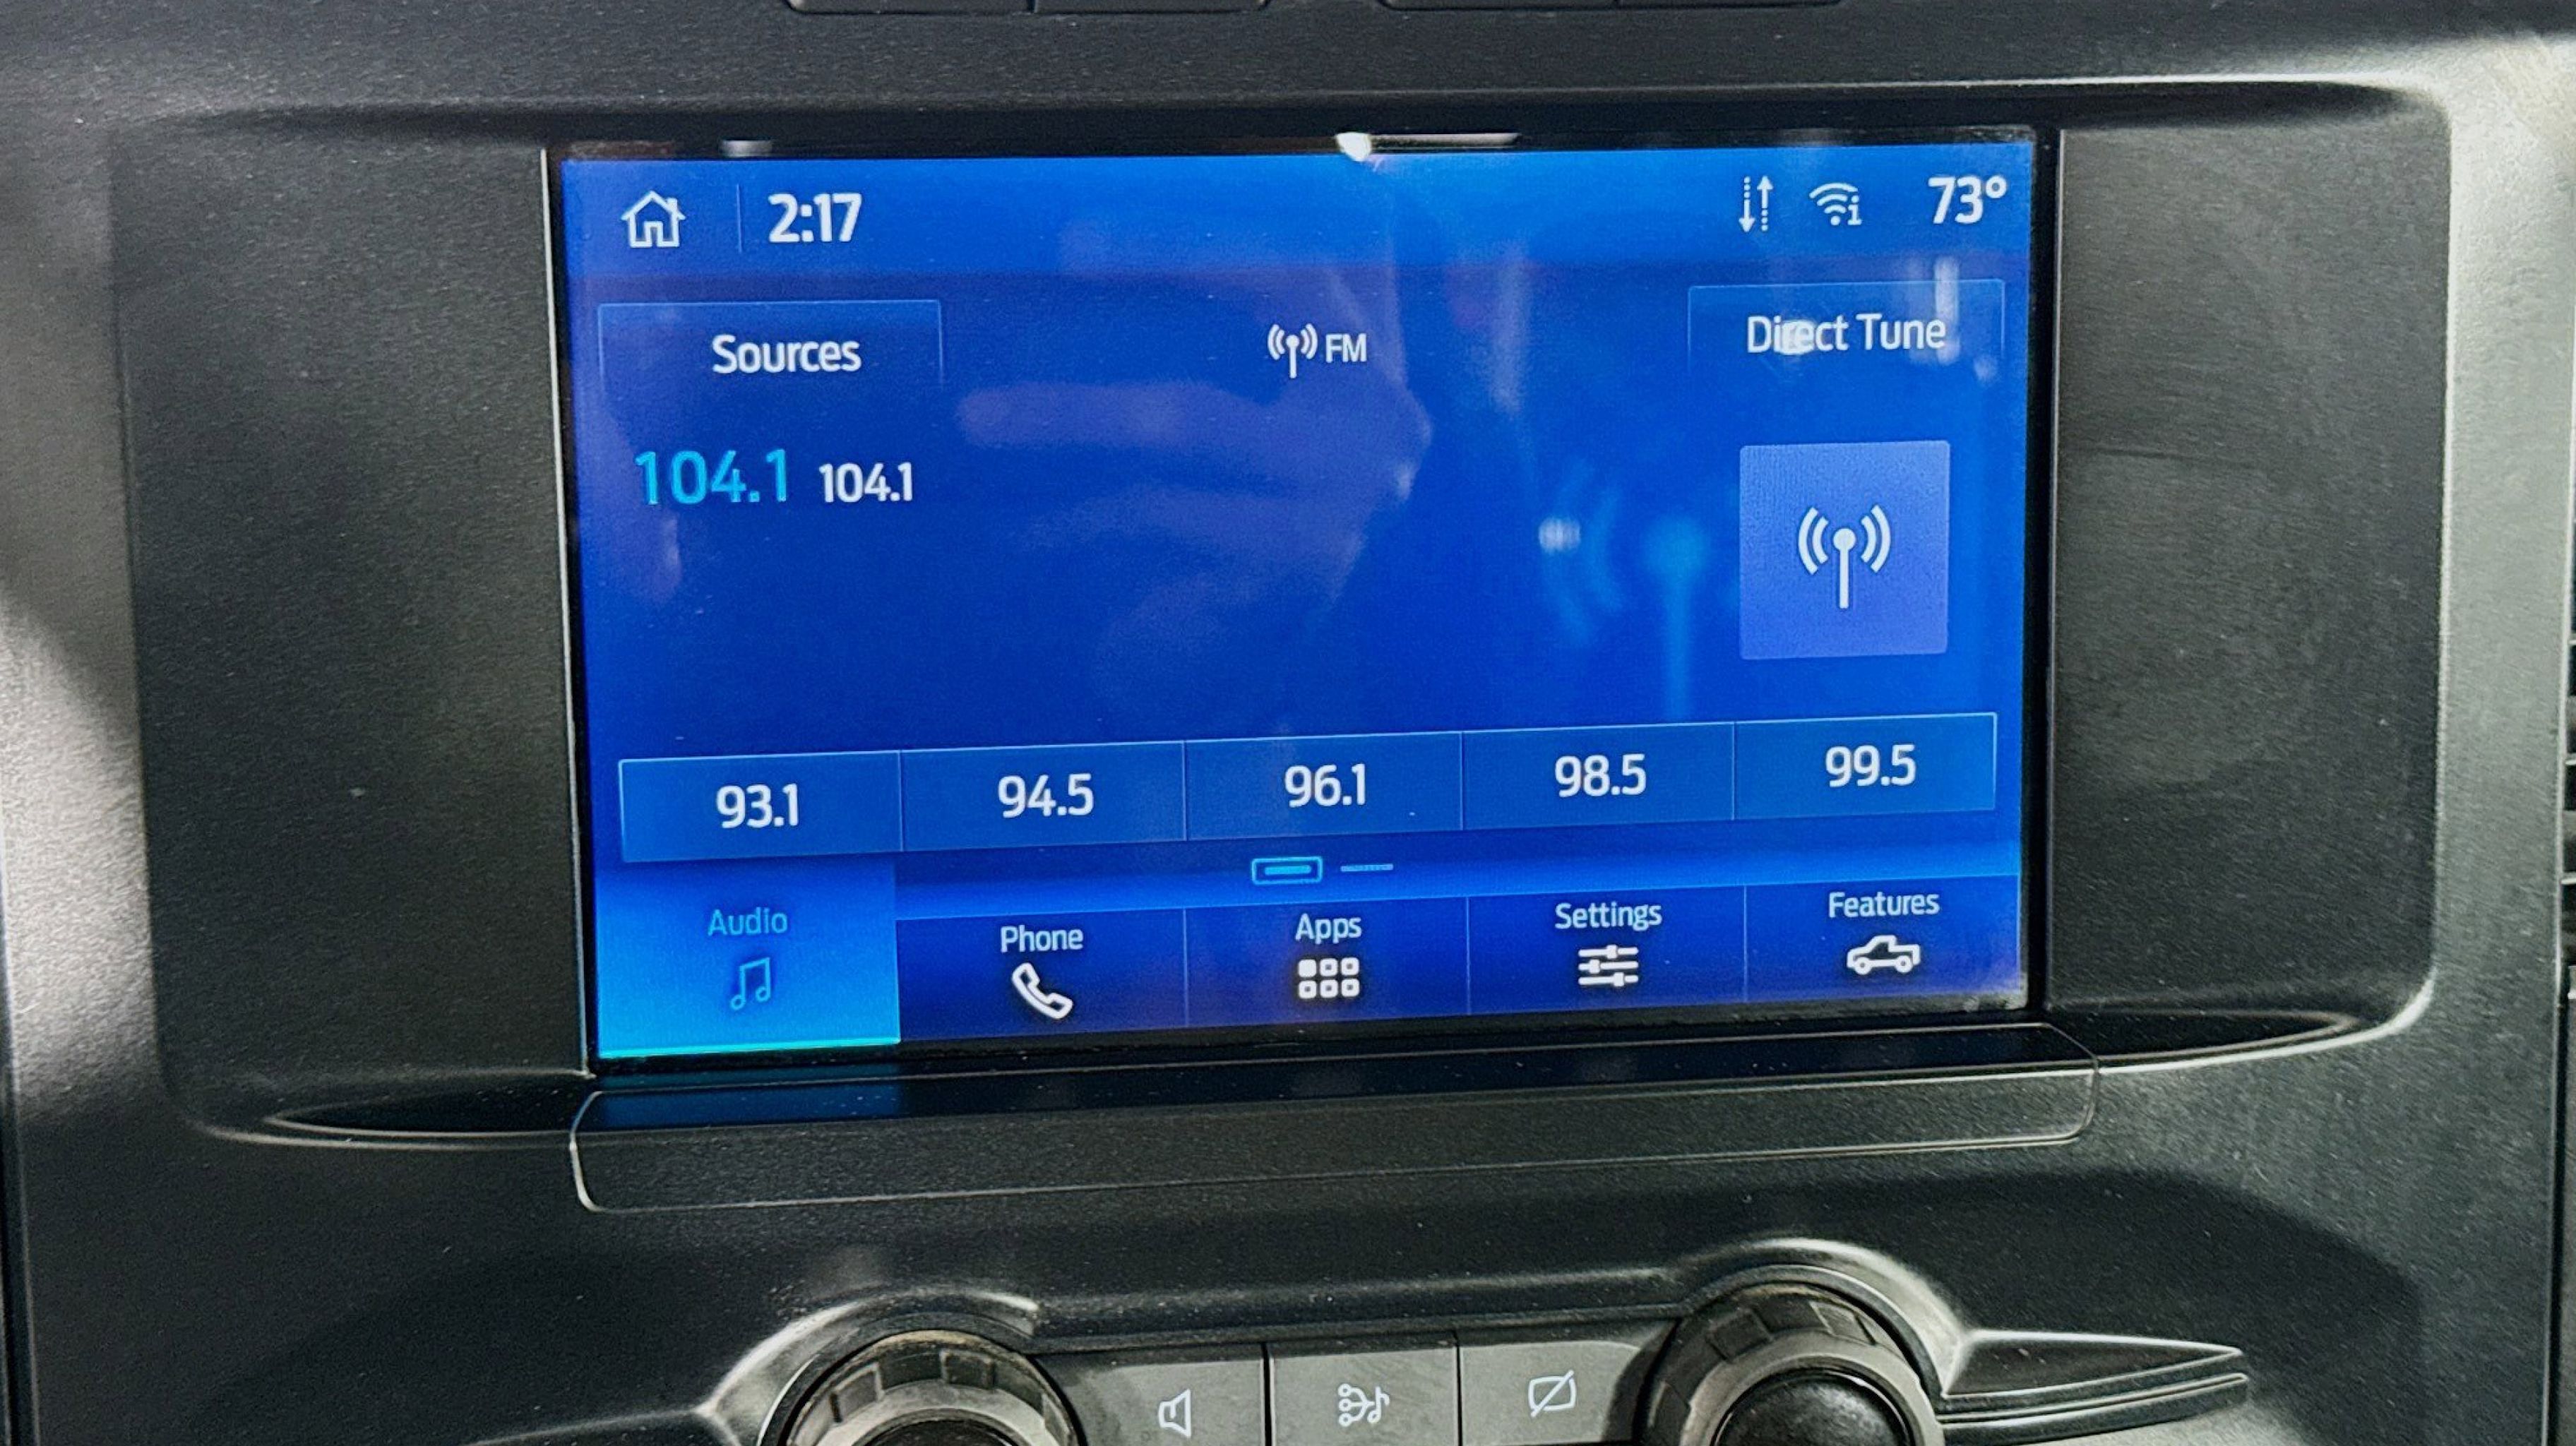 2:17 73°
Sources FM Direct Tune
104.1 104.1
93.1 94.5 96.1 98.5 99.5
Audio Phone Apps Settings Features